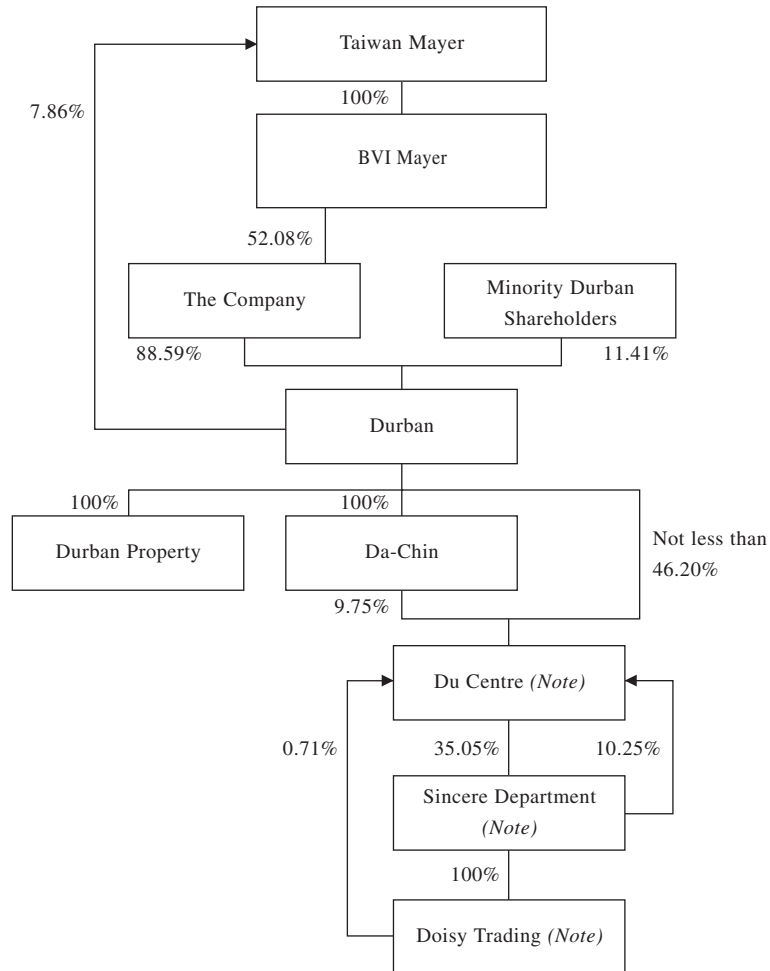 Taiwan Mayer
7.86%
100%
BVI Mayer
52.08%
The Company
Minority Durban
Shareholders
88.59%
11.41%
Durban
100%
100%
Durban Property
Da-Chin
Not less than
46.20%
9.75%
Du Centre (Note)
0.71%
35.05%
10.25%
Sincere Department
(Note)
100%
Doisy Trading (Note)